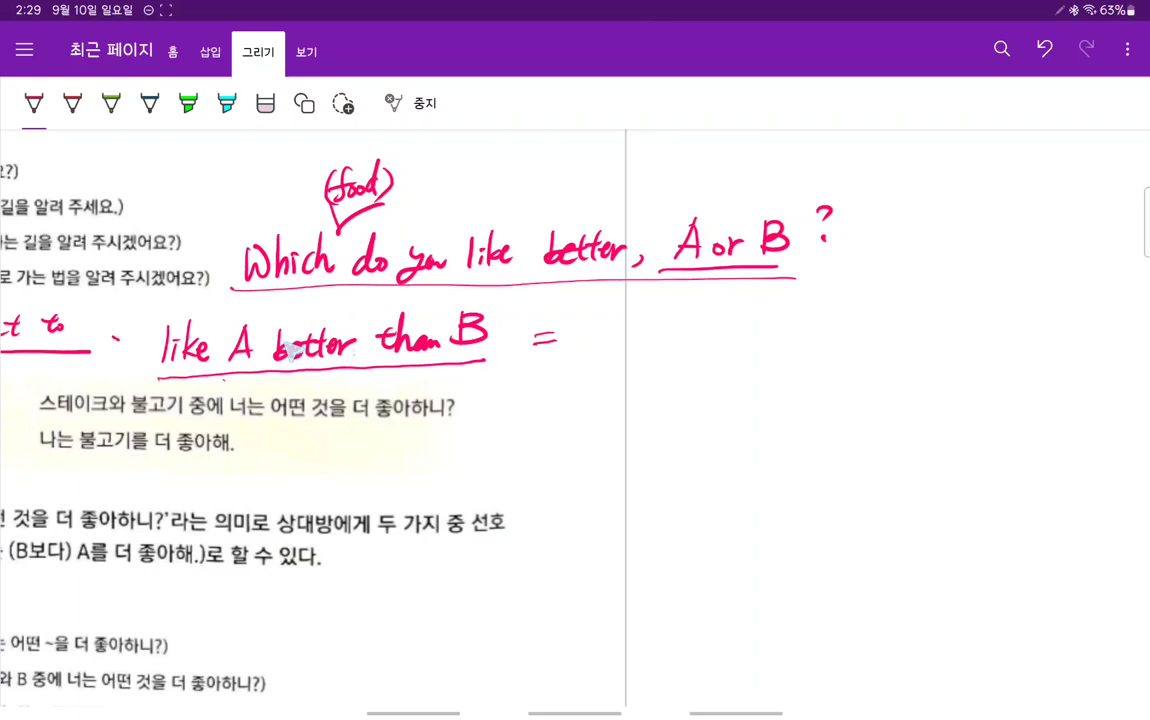 2:29 9월 10일 일요일 63%
최근 페이지 홈 삽입 그리기 보기
중지
요?)
길을 알려 주세요.)
가는 길을 알려 주시겠어요?)
로 가는 법을 알려 주시겠어요?)
(food)
Which do you like better, A or B ?
ct to · like A better than B =
스테이크와 불고기 중에 너는 어떤 것을 더 좋아하니?
나는 불고기를 더 좋아해.
것을 더 좋아하니?'라는 의미로 상대방에게 두 가지 중 선호
(B보다) A를 더 좋아해.)로 할 수 있다.
는 어떤 ~을 더 좋아하니?)
와 B 중에 너는 어떤 것을 더 좋아하니?)